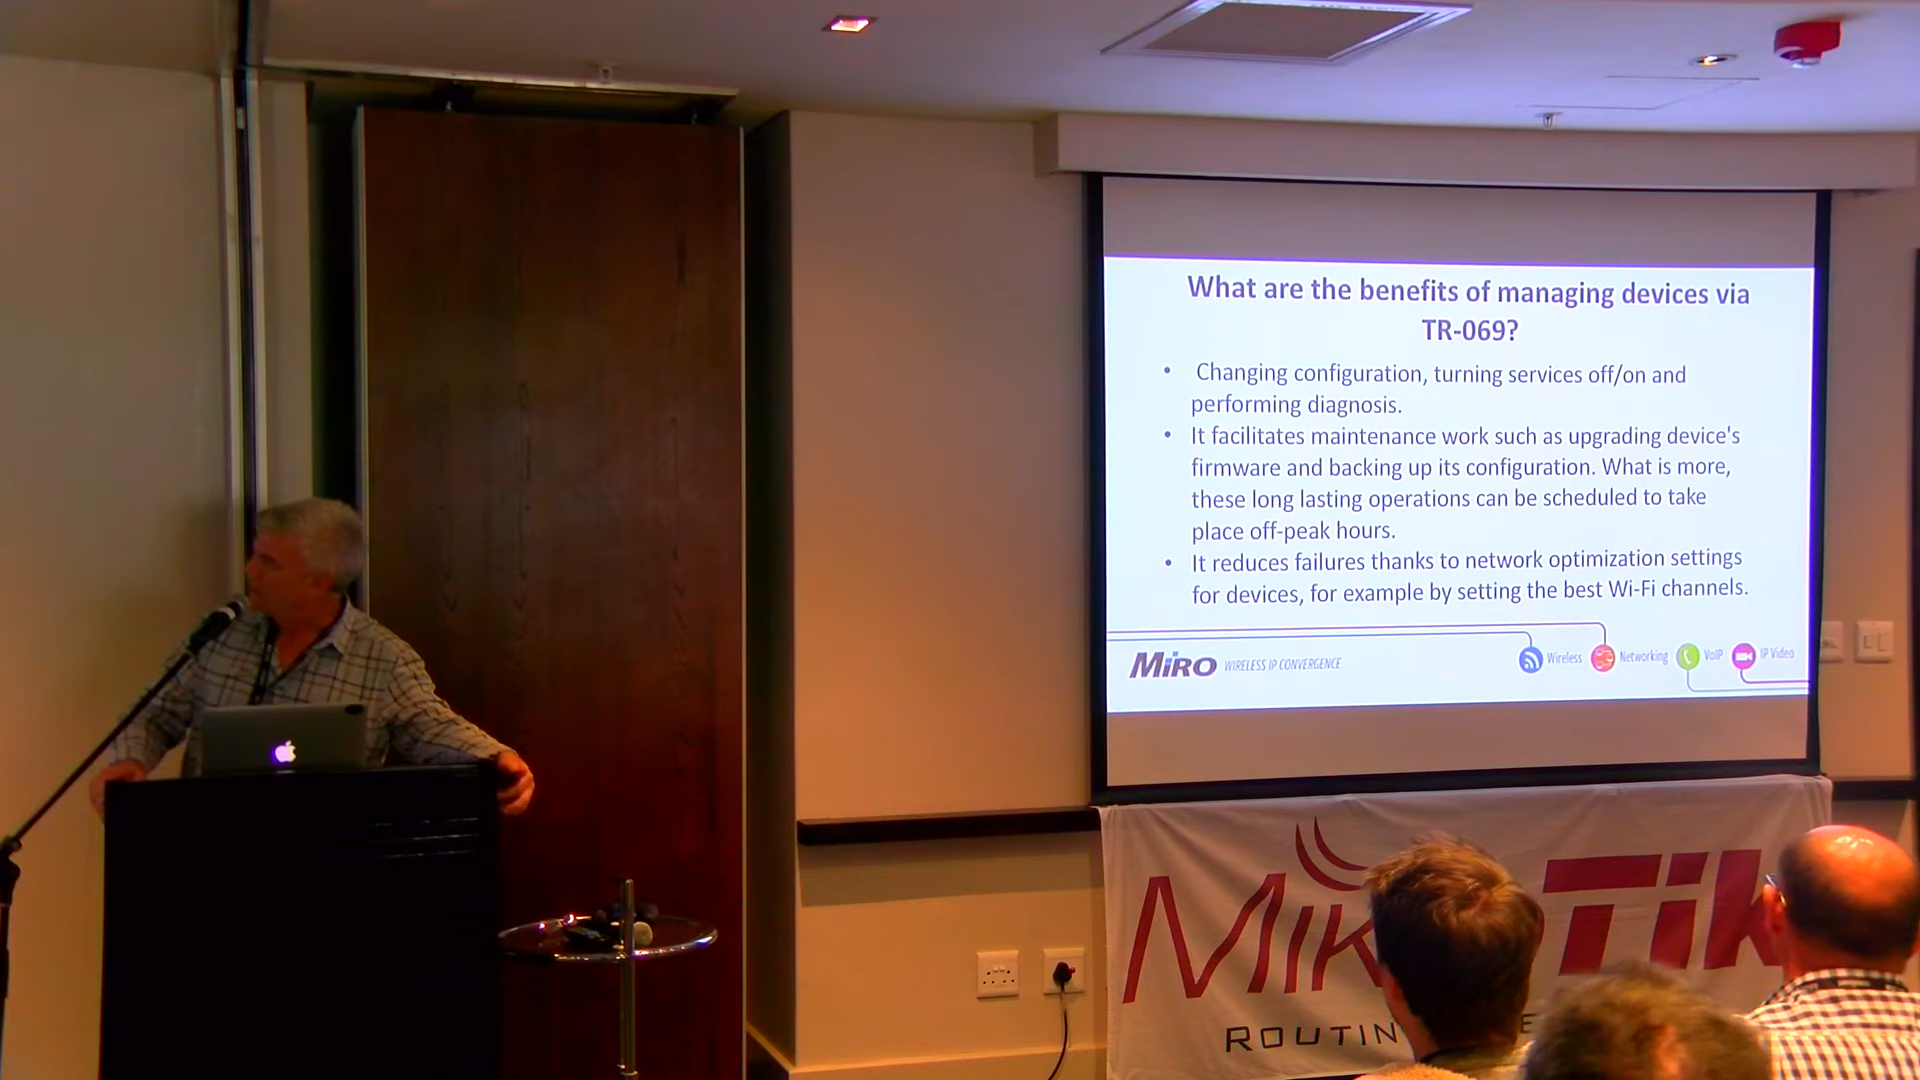 What are the benefits of managing devices via
TR-069?
• Changing configuration, turning services off/on and
performing diagnosis.
• It facilitates maintenance work such as upgrading device's
firmware and backing up its configuration. What is more,
these long lasting operations can be scheduled to take
place off-peak hours.
• It reduces failures thanks to network optimization settings
for devices, for example by setting the best Wi-Fi channels.
MiRO WIRELESS IP CONVERGENCE
Wireless Networking VoIP IP Video
MikroTik
ROUTIN